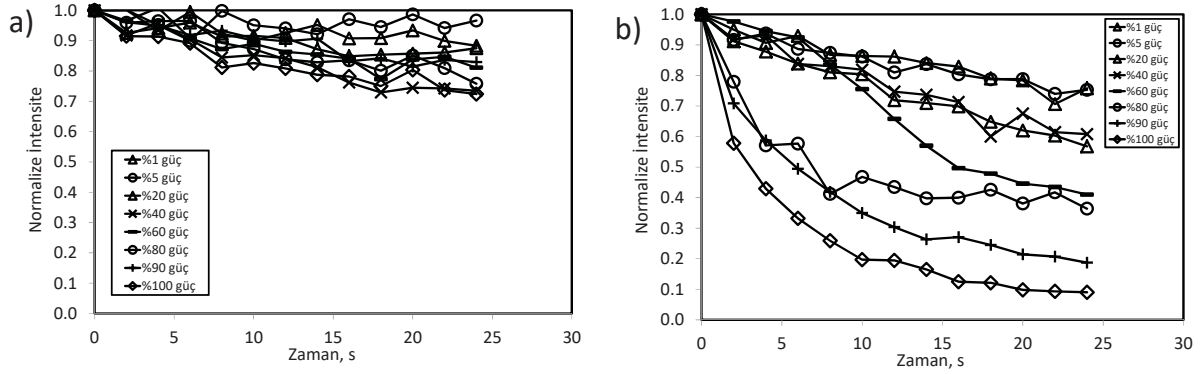 a)
1.0
0.9
0.8
0.7
0.6
0.5
0.4
0.3
0.2
0.1
0.0
Normalize İntensite
%1 güç
%5 güç
%20 güç
%40 güç
%60 güç
%80 güç
%90 güç
%100 güç
0 5 10 15 20 25 30
Zaman, s
b)
1.0
0.9
0.8
0.7
0.6
0.5
0.4
0.3
0.2
0.1
0.0
Normalize İntensite
%1 güç
%5 güç
%20 güç
%40 güç
%60 güç
%80 güç
%90 güç
%100 güç
0 5 10 15 20 25 30
Zaman, s